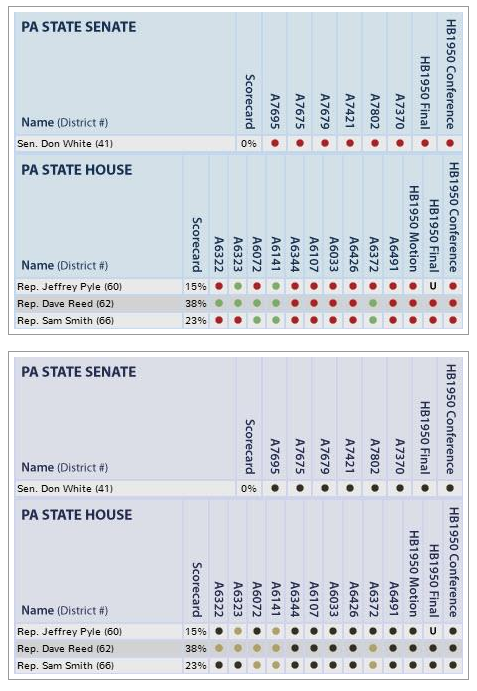 PA STATE SENATE
Name (District #) Scorecard A7695 A7675 A7679 A7421 A7802 A7370 HB1950 Final HB1950 Conference
Sen. Don White (41) 0%
PA STATE HOUSE
Name (District #) Scorecard A6322 A6323 A6072 A6141 A6344 A6107 A6033 A6426 A6372 A6491 HB1950 Motion HB1950 Final HB1950 Conference
Rep. Jeffrey Pyle (60) 15% U
Rep. Dave Reed (62) 38%
Rep. Sam Smith (66) 23%
PA STATE SENATE
Name (District #) Scorecard A7695 A7675 A7679 A7421 A7802 A7370 HB1950 Final HB1950 Conference
Sen. Don White (41) 0%
PA STATE HOUSE
Name (District #) Scorecard A6322 A6323 A6072 A6141 A6344 A6107 A6033 A6426 A6372 A6491 HB1950 Motion HB1950 Final HB1950 Conference
Rep. Jeffrey Pyle (60) 15% U
Rep. Dave Reed (62) 38%
Rep. Sam Smith (66) 23%